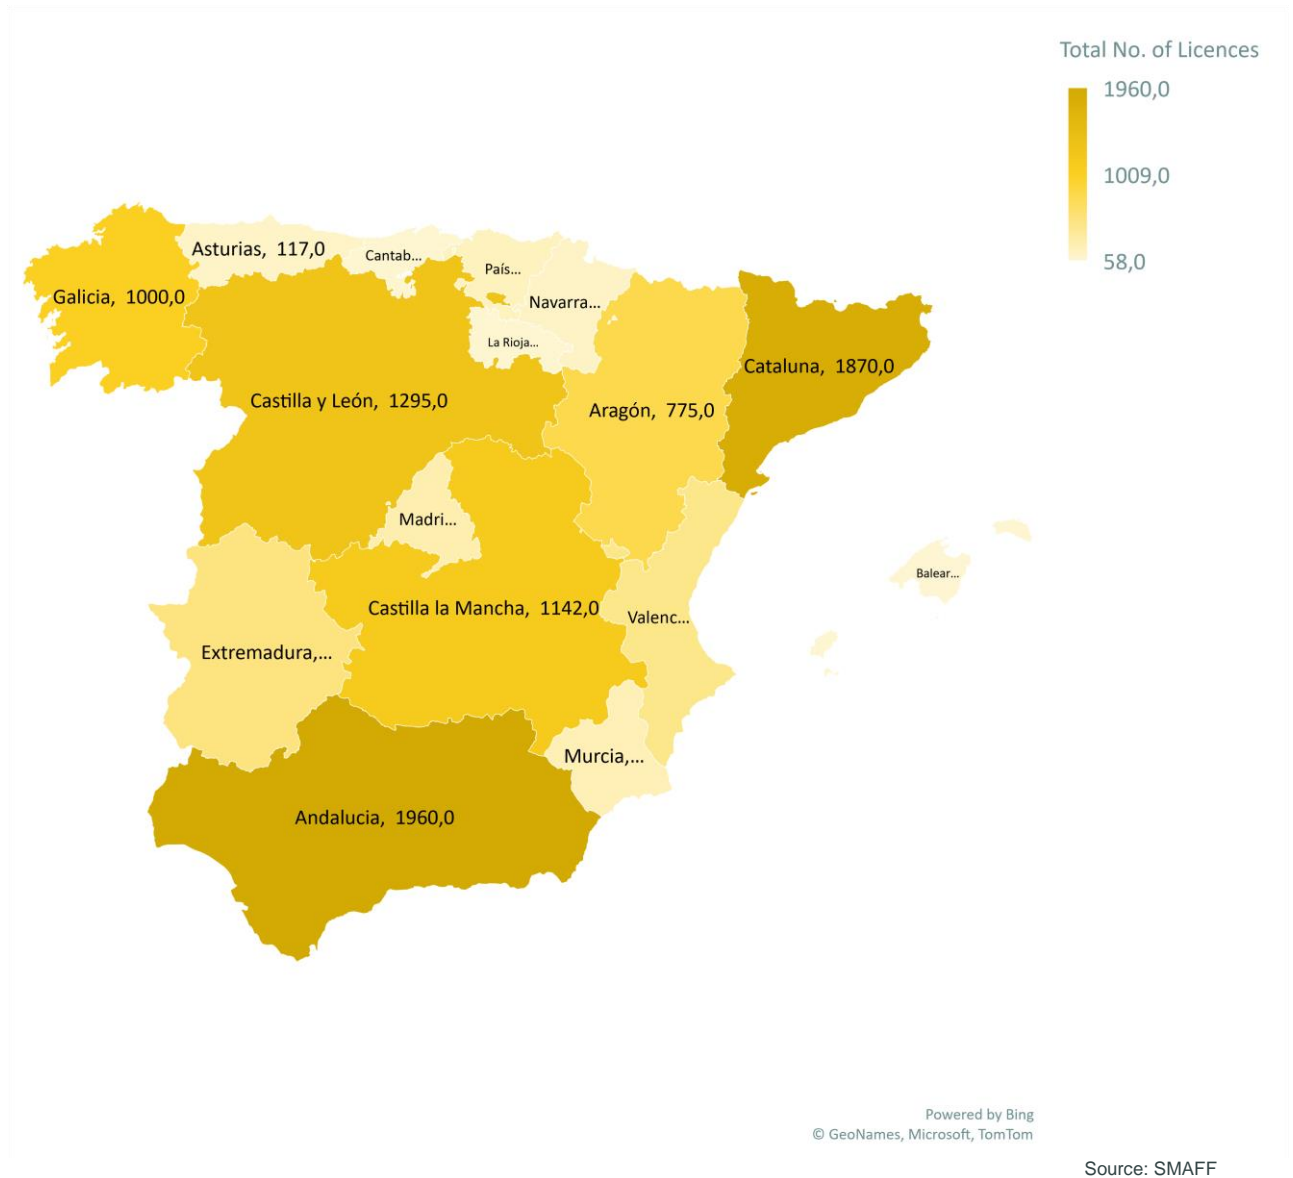 Total No. of Licences
1960,0
1009,0
58,0
Asturias, 117,0
Cantab...
País...
Galicia, 1000,0
Navarra...
La Rioja...
Cataluna, 1870,0
Castilla y León, 1295,0
Aragón, 775,0
Madri...
Balear...
Castilla la Mancha, 1142,0
Valenc...
Extremadura,...
Murcia,...
Andalucia, 1960,0
Powered by Bing
© GeoNames, Microsoft, TomTom
Source: SMAFF